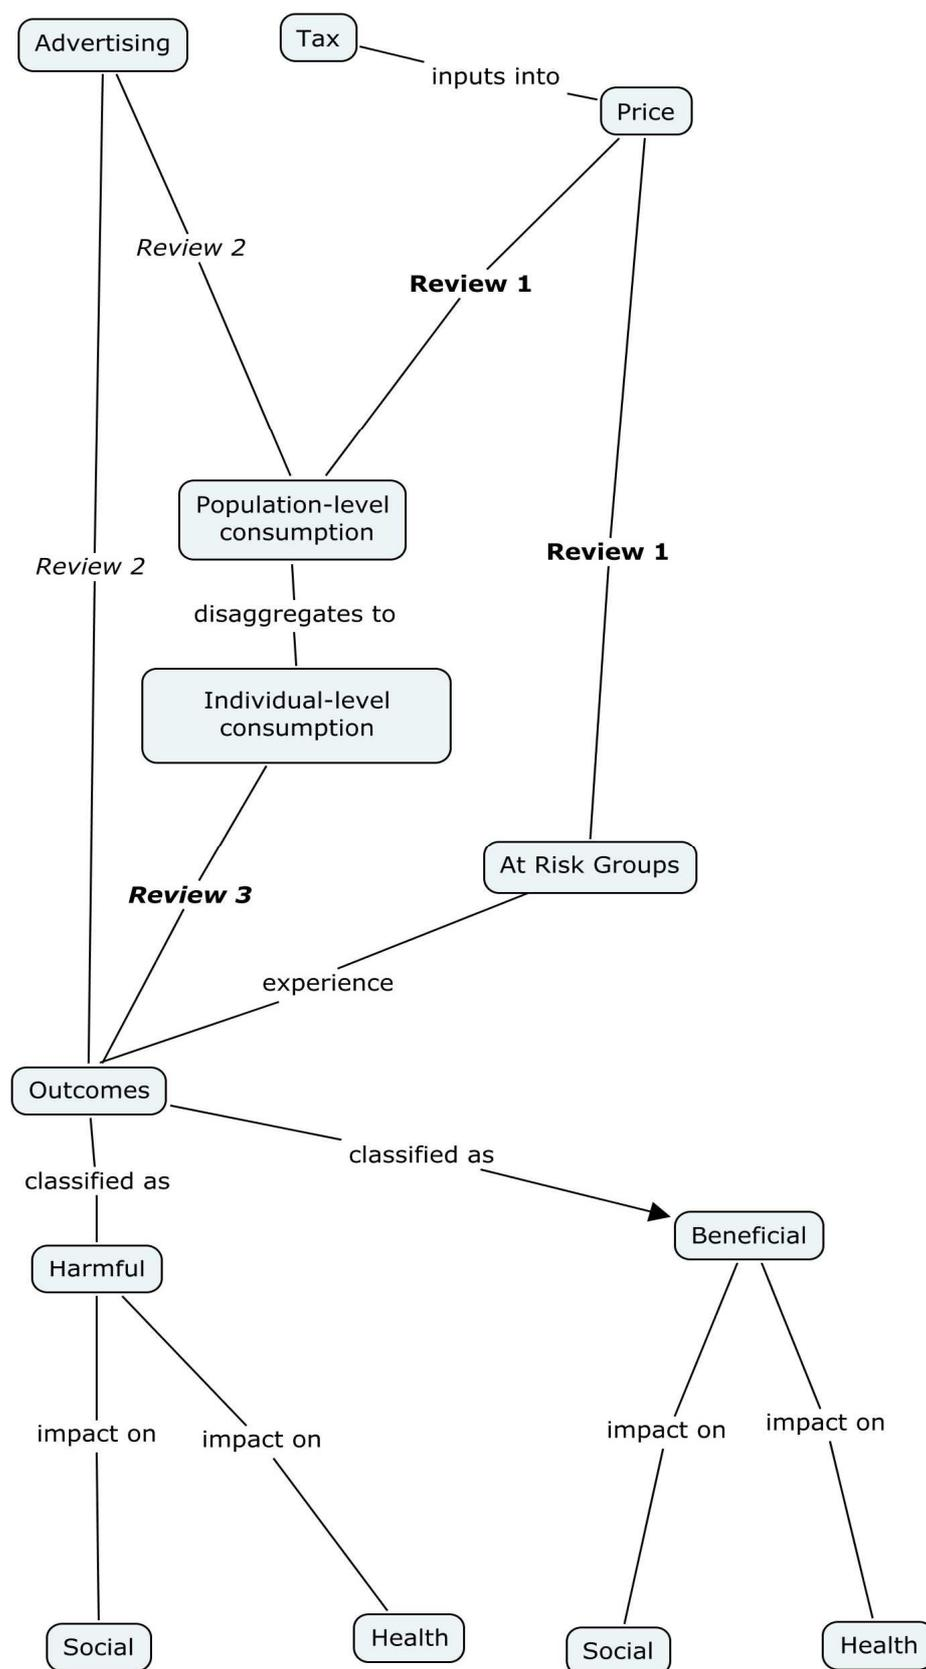 Advertising
Tax
inputs into
Price
Review 2
Review 1
Population-level
consumption
Review 1
Review 2
disaggregates to
Individual-level
consumption
At Risk Groups
Review 3
experience
Outcomes
classified as
classified as
Beneficial
Harmful
impact on
impact on
impact on
impact on
Social
Health
Social
Health